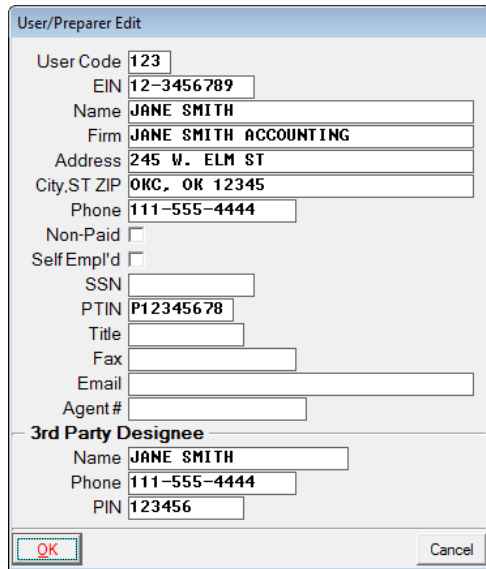 User/Preparer Edit
User Code 123
EIN 12-3456789
Name JANE SMITH
Firm JANE SMITH ACCOUNTING
Address 245 W. ELM ST
City,ST ZIP OKC, OK 12345
Phone 111-555-4444
Non-Paid
Self Empl'd
SSN
PTIN P12345678
Title
Fax
Email
Agent #
3rd Party Designee
Name JANE SMITH
Phone 111-555-4444
PIN 123456
OK Cancel